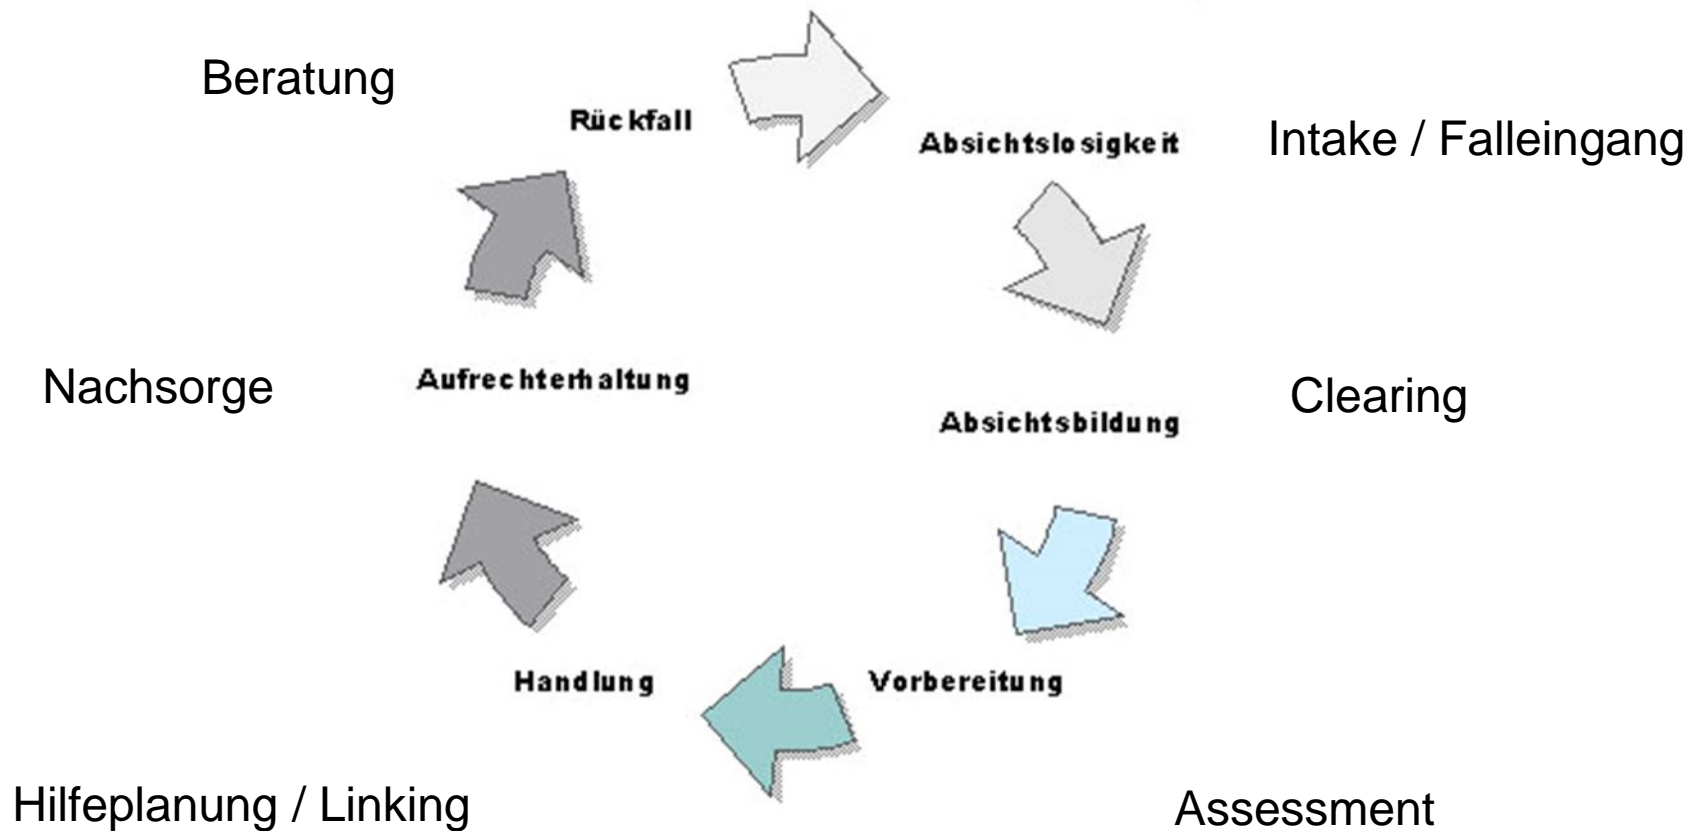 Beratung
Rückfall
Absichtslosigkeit
Intake / Falleingang
Nachsorge
Aufrechterhaltung
Absichtsbildung
Clearing
Handlung
Vorbereitung
Hilfeplanung / Linking
Assessment